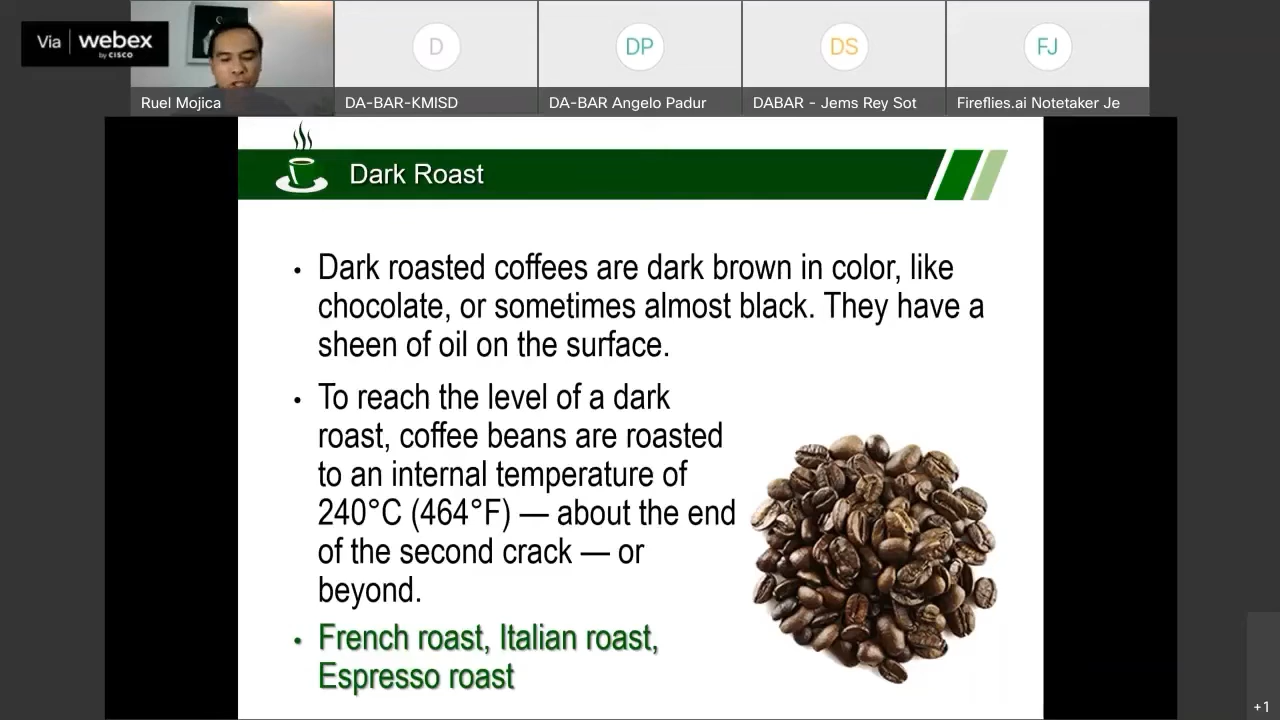 Via webex
by CISCO
D
DP
DS
FJ
Ruel Mojica
DA-BAR-KMISD
DA-BAR Angelo Padur
DABAR - Jems Rey Sot
Fireflies.ai Notetaker Je
Dark Roast
• Dark roasted coffees are dark brown in color, like
chocolate, or sometimes almost black. They have a
sheen of oil on the surface.
• To reach the level of a dark
roast, coffee beans are roasted
to an internal temperature of
240°C (464°F) — about the end
of the second crack — or
beyond.
• French roast, Italian roast,
Espresso roast
+1